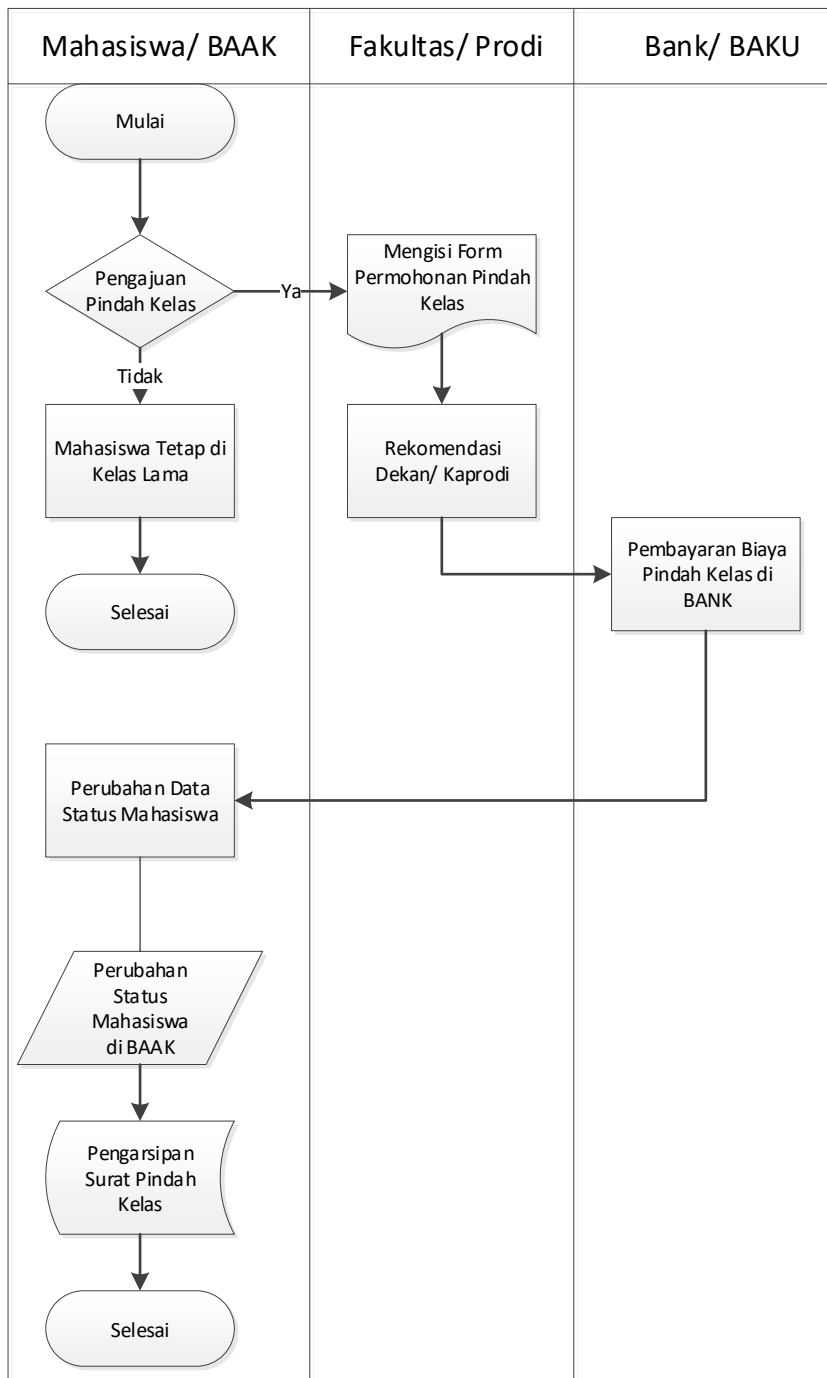 Mahasiswa/ BAAK
Fakultas/ Prodi
Bank/ BAKU
Mulai
Pengajuan
Pindah Kelas
Ya
Mengisi Form
Permohonan Pindah
Kelas
Tidak
Mahasiswa Tetap di
Kelas Lama
Rekomendasi
Dekan/ Kaprodi
Pembayaran Biaya
Pindah Kelas di
BANK
Selesai
Perubahan Data
Status Mahasiswa
Perubahan
Status
Mahasiswa
di BAAK
Pengarsipan
Surat Pindah
Kelas
Selesai